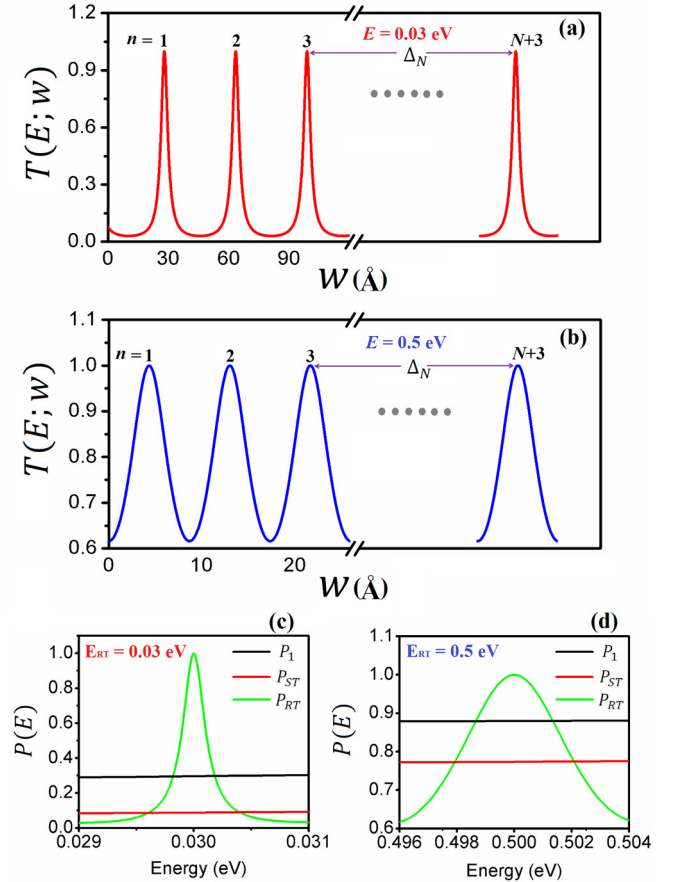 (a)
E = 0.03 eV
n = 1 2 3 N+3
Δ_N
T(E;w)
1.2
0.9
0.6
0.3
0.0
0 30 60 90
W (Å)
(b)
E = 0.5 eV
n = 1 2 3 N+3
Δ_N
T(E;w)
1.1
1.0
0.9
0.8
0.7
0.6
0 10 20
W (Å)
(c)
E_RT = 0.03 eV
P_1
P_ST
P_RT
P(E)
1.0
0.8
0.6
0.4
0.2
0.0
0.029 0.030 0.031
Energy (eV)
(d)
E_RT = 0.5 eV
P_1
P_ST
P_RT
P(E)
1.1
1.0
0.9
0.8
0.7
0.6
0.496 0.498 0.500 0.502 0.504
Energy (eV)